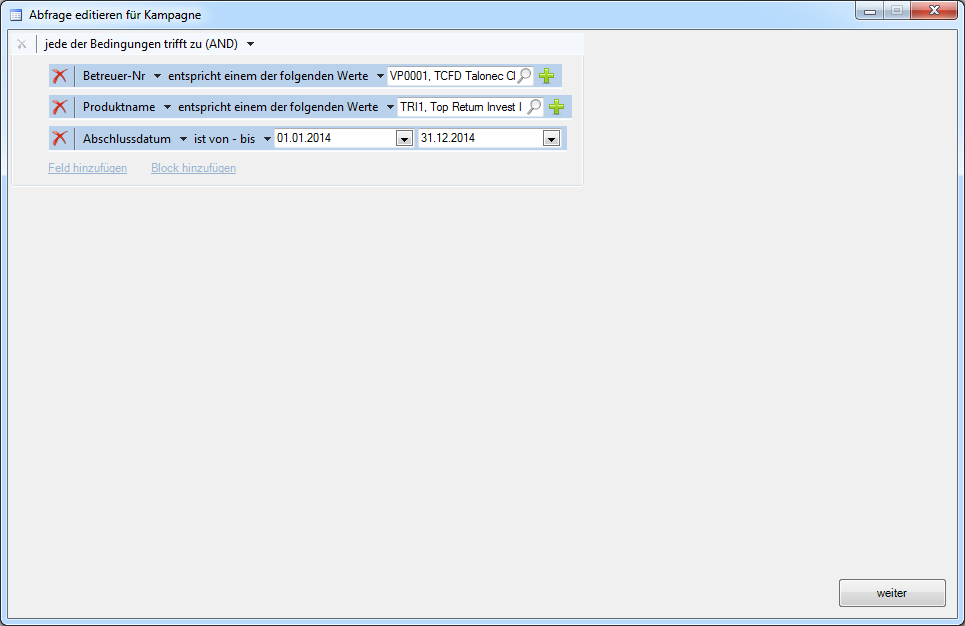 Abfrage editieren für Kampagne
jede der Bedingungen trifft zu (AND)
Betreuer-Nr entspricht einem der folgenden Werte VP0001, TCFD Talonec
Produktname entspricht einem der folgenden Werte TRI1, Top Return Invest
Abschlussdatum ist von - bis 01.01.2014 31.12.2014
Feld hinzufügen Block hinzufügen
weiter